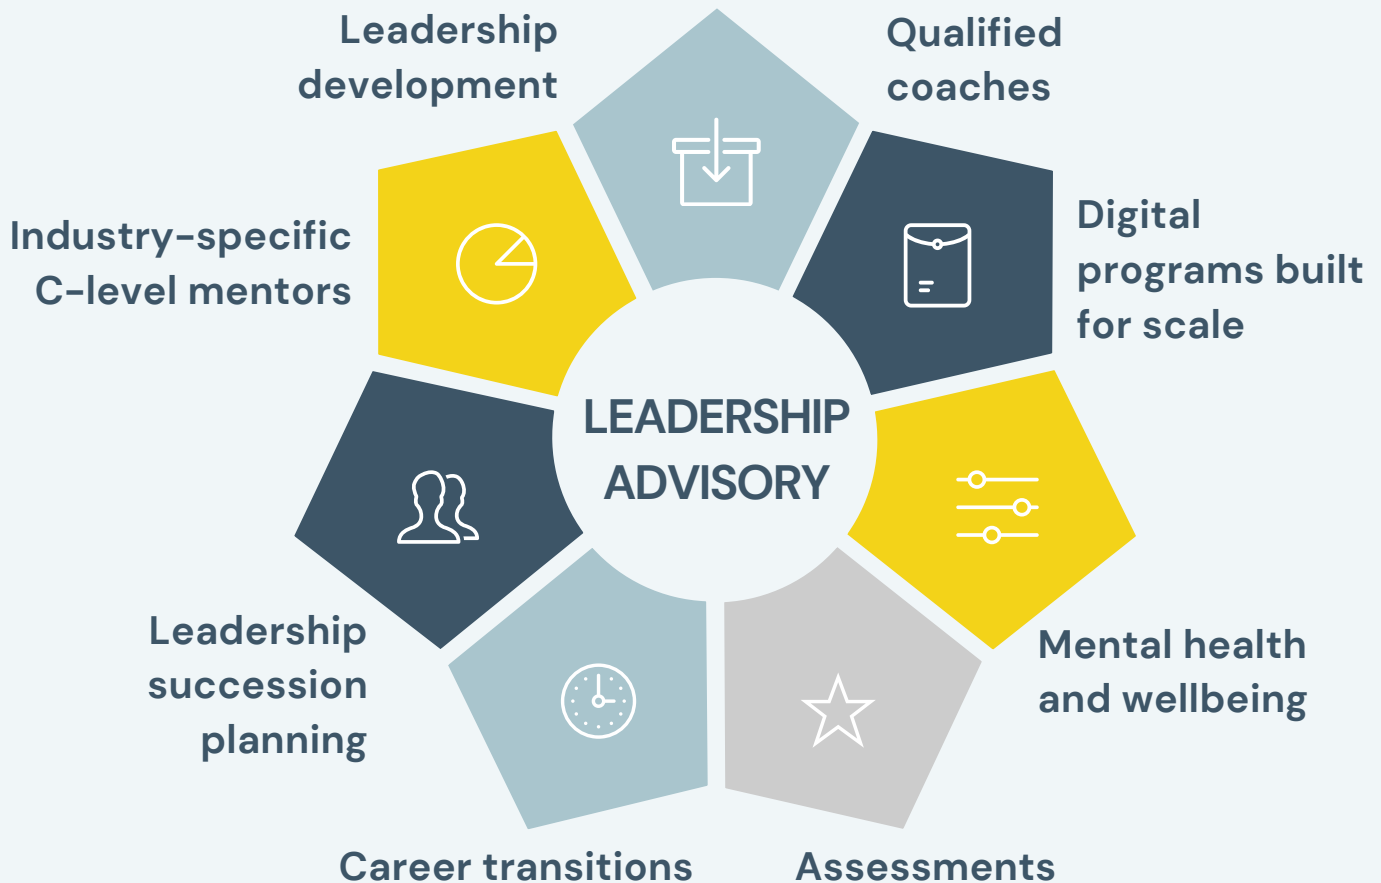 Leadership
development
Qualified
coaches
Industry-specific
C-level mentors
Digital
programs built
for scale
LEADERSHIP
ADVISORY
Leadership
succession
planning
Mental health
and wellbeing
Career transitions
Assessments